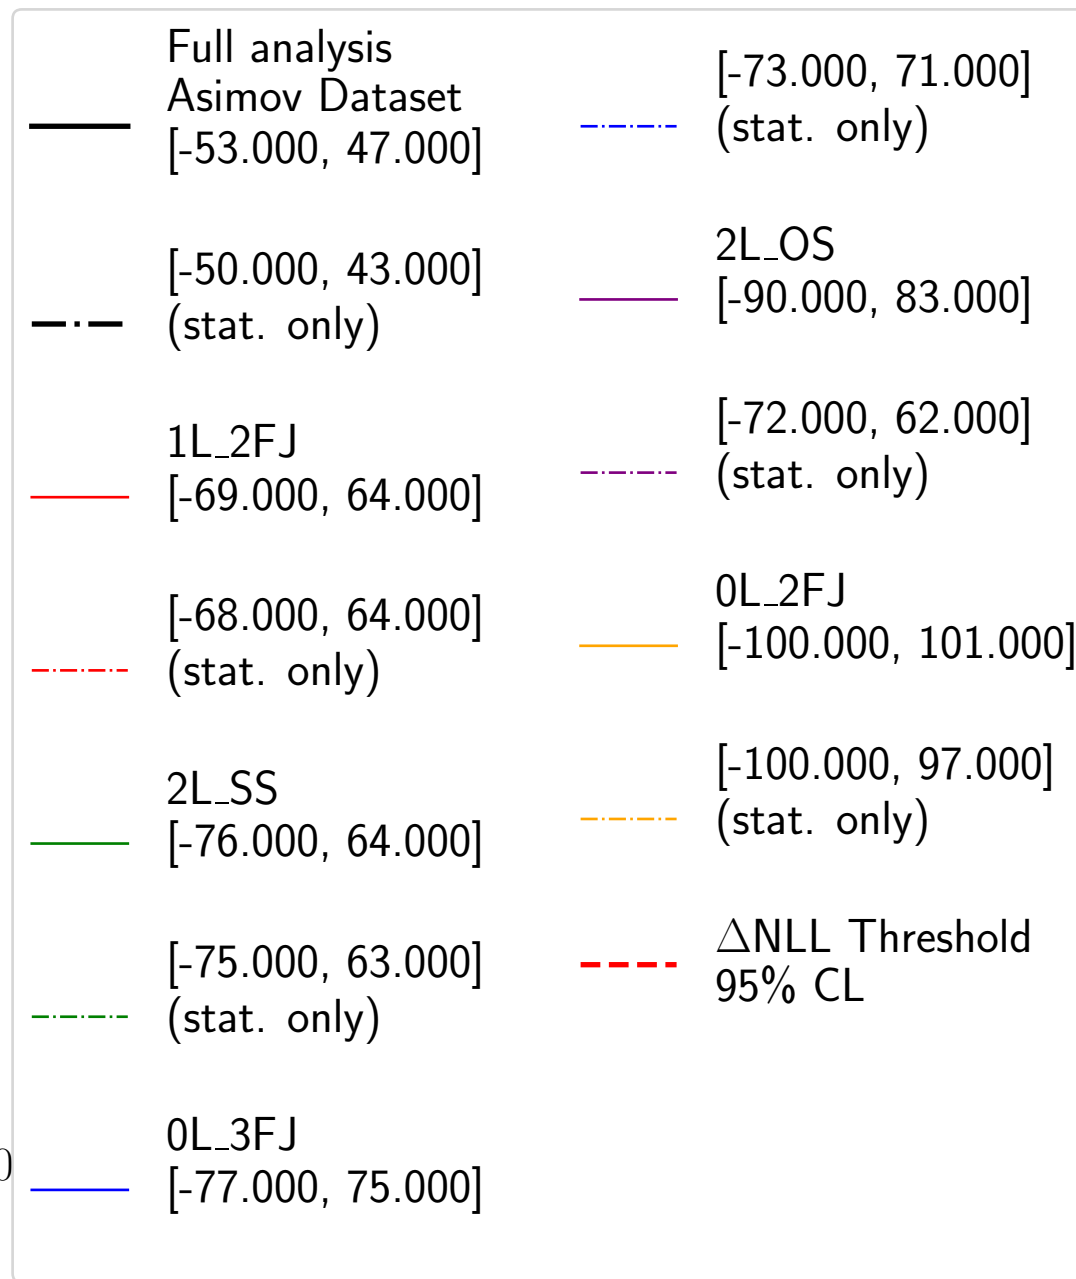 Full analysis
Asimov Dataset
[-53.000, 47.000]
[-50.000, 43.000]
(stat. only)
1L_2FJ
[-69.000, 64.000]
[-68.000, 64.000]
(stat. only)
2L_SS
[-76.000, 64.000]
[-75.000, 63.000]
(stat. only)
0L_3FJ
[-77.000, 75.000]
[-73.000, 71.000]
(stat. only)
2L_OS
[-90.000, 83.000]
[-72.000, 62.000]
(stat. only)
0L_2FJ
[-100.000, 101.000]
[-100.000, 97.000]
(stat. only)
ΔNLL Threshold
95% CL